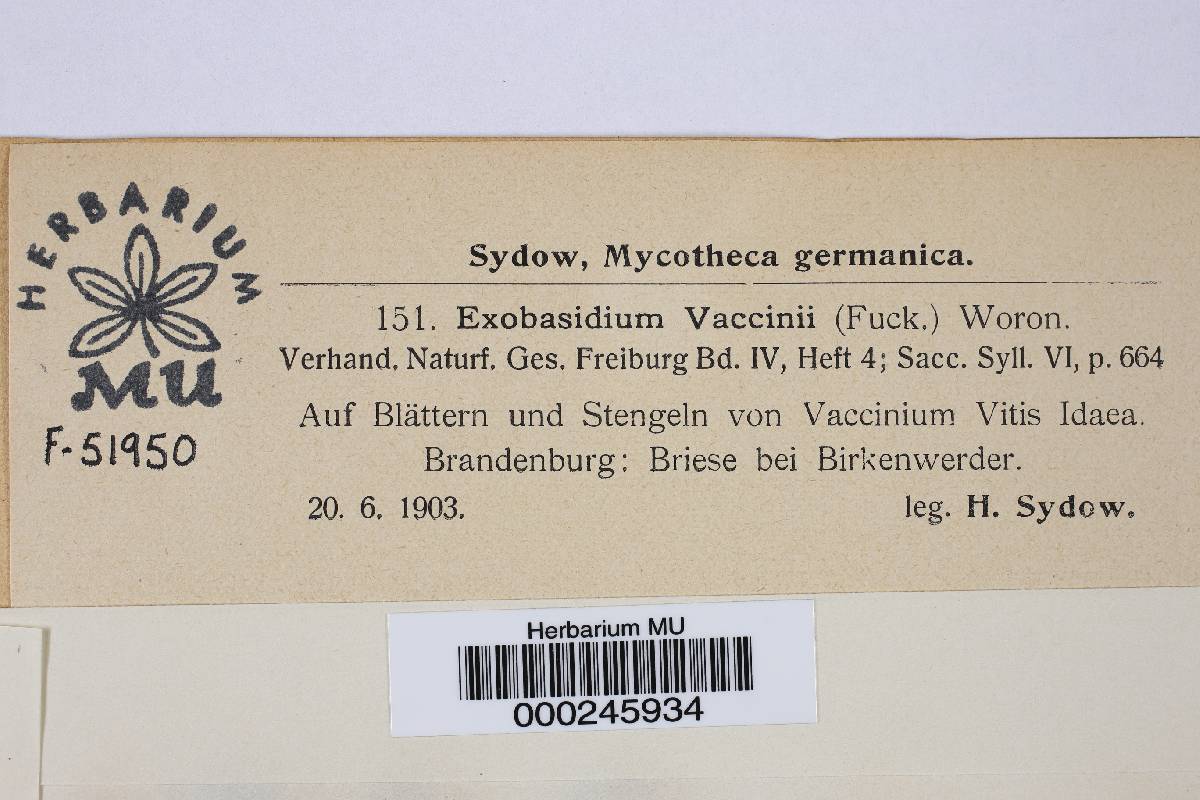 HERBARIUM
MU
F-51950
Sydow, Mycotheca germanica.
151. Exobasidium Vaccinii (Fuck.) Woron.
Verhand. Naturf. Ges. Freiburg Bd. IV, Heft 4; Sacc. Syll. VI, p. 664
Auf Blättern und Stengeln von Vaccinium Vitis Idaea.
Brandenburg: Briese bei Birkenwerder.
20. 6. 1903. leg. H. Sydow.
Herbarium MU
000245934